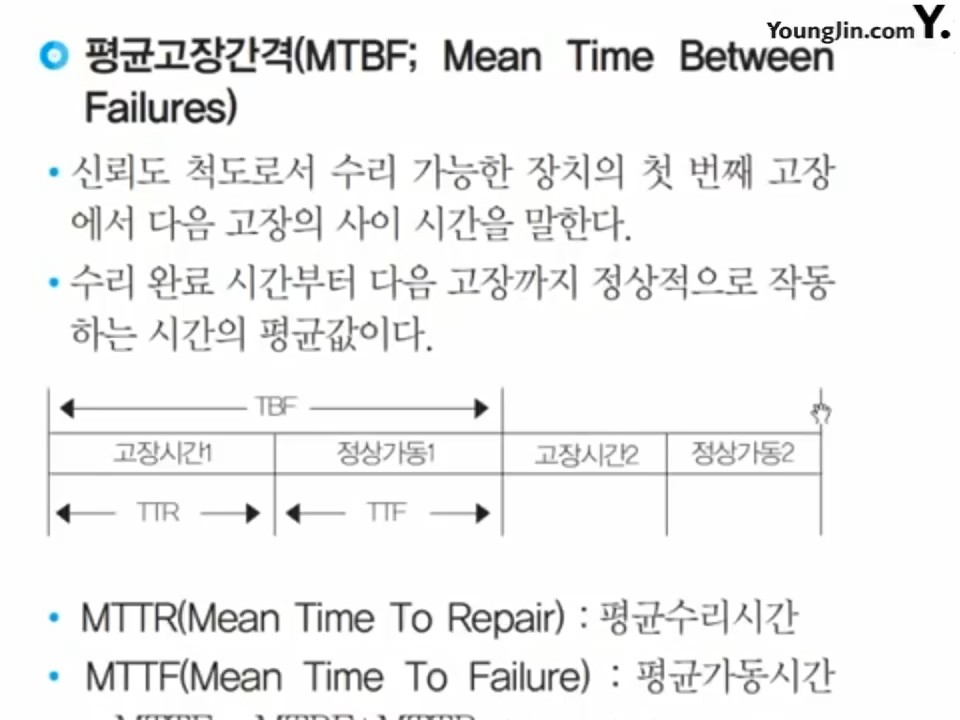 Youngjin.com Y.
평균고장간격(MTBF; Mean Time Between
Failures)
• 신뢰도 척도로서 수리 가능한 장치의 첫 번째 고장
에서 다음 고장의 사이 시간을 말한다.
• 수리 완료 시간부터 다음 고장까지 정상적으로 작동
하는 시간의 평균값이다.
TBF
고장시간1 정상가동1 고장시간2 정상가동2
TTR TTF
• MTTR(Mean Time To Repair) : 평균수리시간
• MTTF(Mean Time To Failure) : 평균가동시간